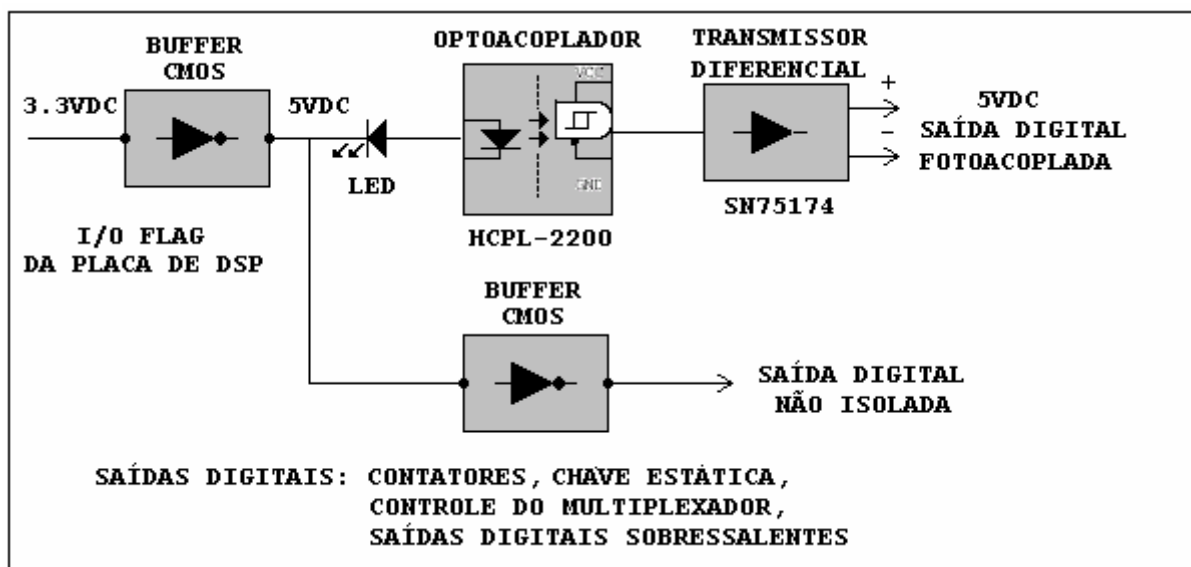 BUFFER
CMOS
OPTOACOPLADOR
TRANSMISSOR
DIFERENCIAL
3.3VDC
5VDC
VCC
GND
LED
+
-
5VDC
SAÍDA DIGITAL
FOTOACOPLADA
SN75174
HCPL-2200
I/O FLAG
DA PLACA DE DSP
BUFFER
CMOS
SAÍDA DIGITAL
NÃO ISOLADA
SAÍDAS DIGITAIS: CONTATORES, CHAVE ESTÁTICA,
CONTROLE DO MULTIPLEXADOR,
SAÍDAS DIGITAIS SOBRESSALENTES